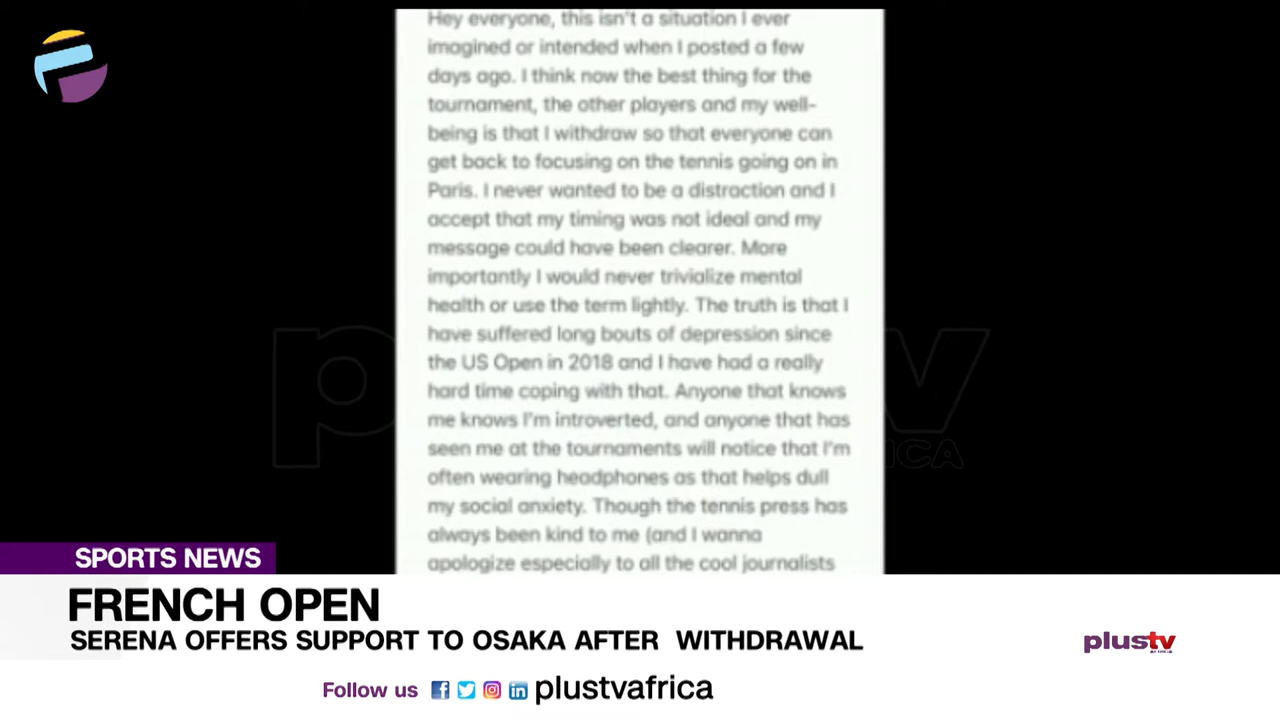 Hey everyone, this isn't a situation I ever
imagined or intended when I posted a few
days ago. I think now the best thing for the
tournament, the other players and my well-
being is that I withdraw so that everyone can
get back to focusing on the tennis going on in
Paris. I never wanted to be a distraction and I
accept that my timing was not ideal and my
message could have been clearer. More
importantly I would never trivialize mental
health or use the term lightly. The truth is that I
have suffered long bouts of depression since
the US Open in 2018 and I have had a really
hard time coping with that. Anyone that knows
me knows I'm introverted, and anyone that has
seen me at the tournaments will notice that I'm
often wearing headphones as that helps dull
my social anxiety. Though the tennis press has
always been kind to me (and I wanna
apologize especially to all the cool journalists
SPORTS NEWS
FRENCH OPEN
SERENA OFFERS SUPPORT TO OSAKA AFTER WITHDRAWAL
plustv
AFRICA
Follow us plustvafrica